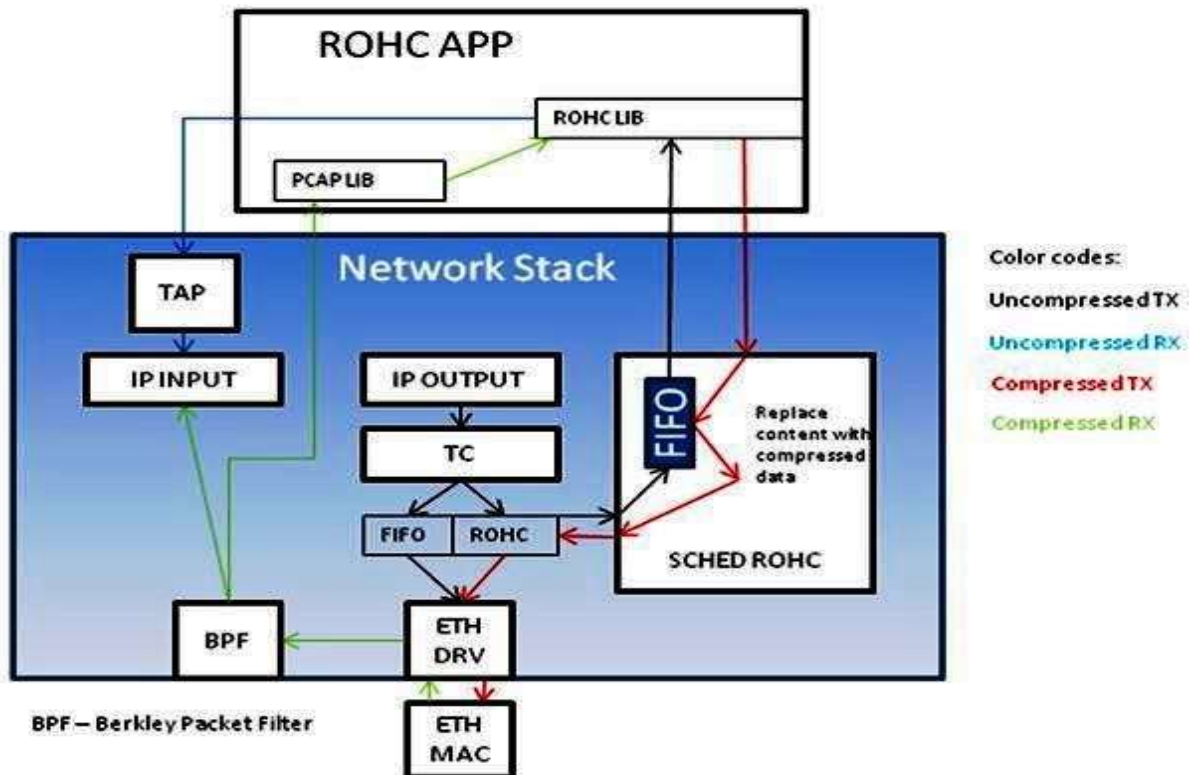 ROHC APP
ROHC LIB
PCAP LIB
Network Stack
TAP
IP INPUT
IP OUTPUT
TC
FIFO
ROHC
FIFO
Replace
content with
compressed
data
SCHED ROHC
BPF
ETH
DRV
ETH
MAC
BPF – Berkley Packet Filter
Color codes:
Uncompressed TX
Uncompressed RX
Compressed TX
Compressed RX